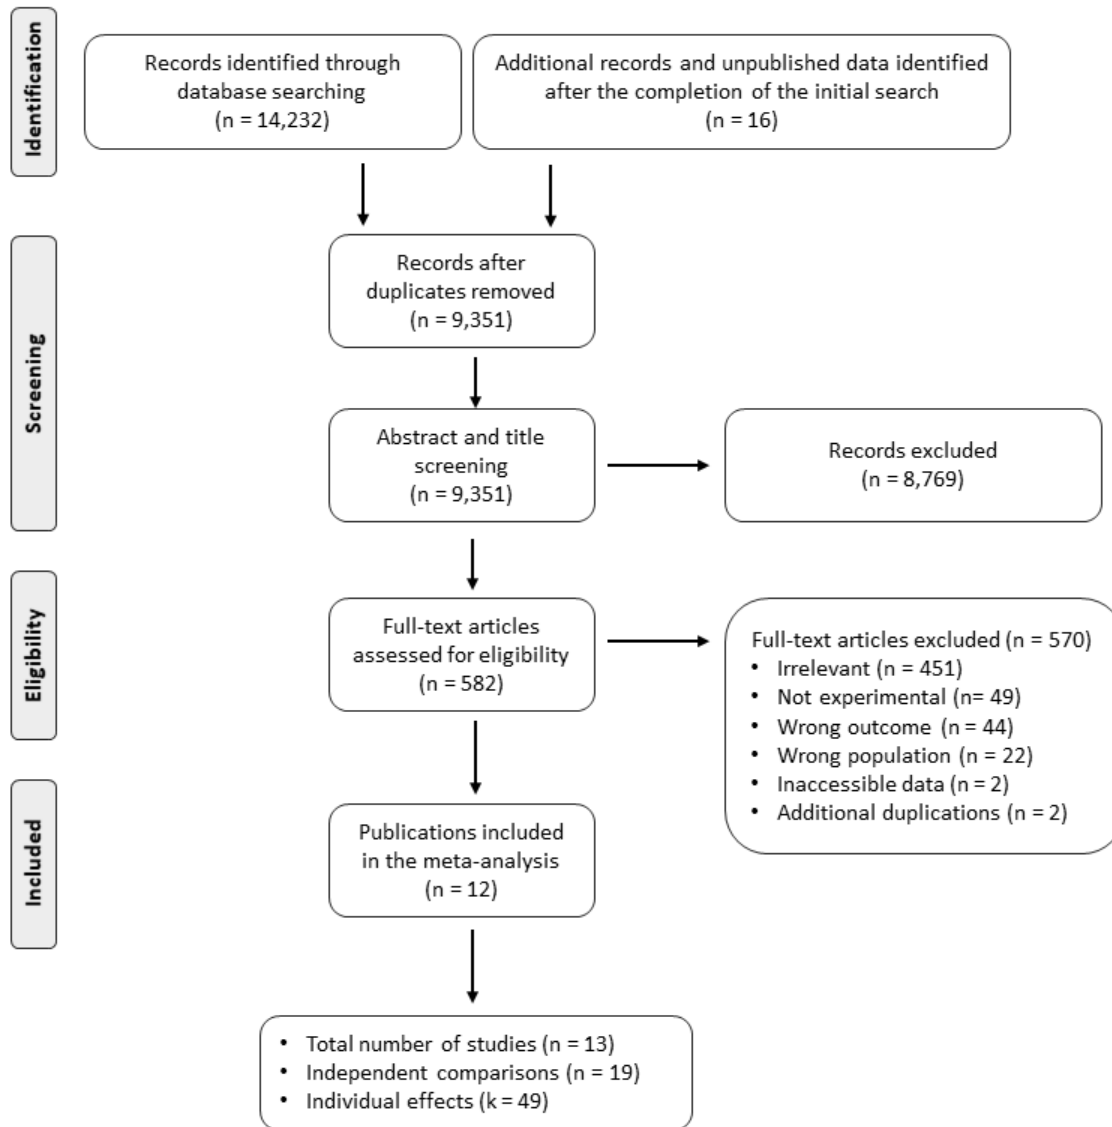 Identification
Records identified through
database searching
(n = 14,232)
Additional records and unpublished data identified
after the completion of the initial search
(n = 16)
Screening
Records after
duplicates removed
(n = 9,351)
Abstract and title
screening
(n = 9,351)
Records excluded
(n = 8,769)
Eligibility
Full-text articles
assessed for eligibility
(n = 582)
Full-text articles excluded (n = 570)
• Irrelevant (n = 451)
• Not experimental (n= 49)
• Wrong outcome (n = 44)
• Wrong population (n = 22)
• Inaccessible data (n = 2)
• Additional duplications (n = 2)
Included
Publications included
in the meta-analysis
(n = 12)
• Total number of studies (n = 13)
• Independent comparisons (n = 19)
• Individual effects (k = 49)